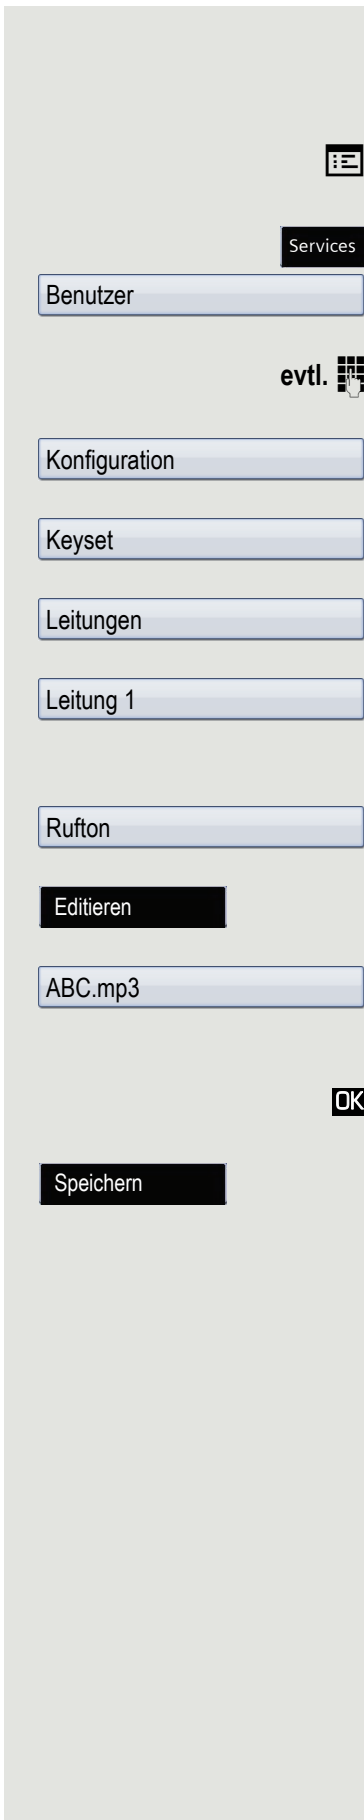 Services
Benutzer
evtl.
Konfiguration
Keyset
Leitungen
Leitung 1
Rufton
Editieren
ABC.mp3
OK
Speichern